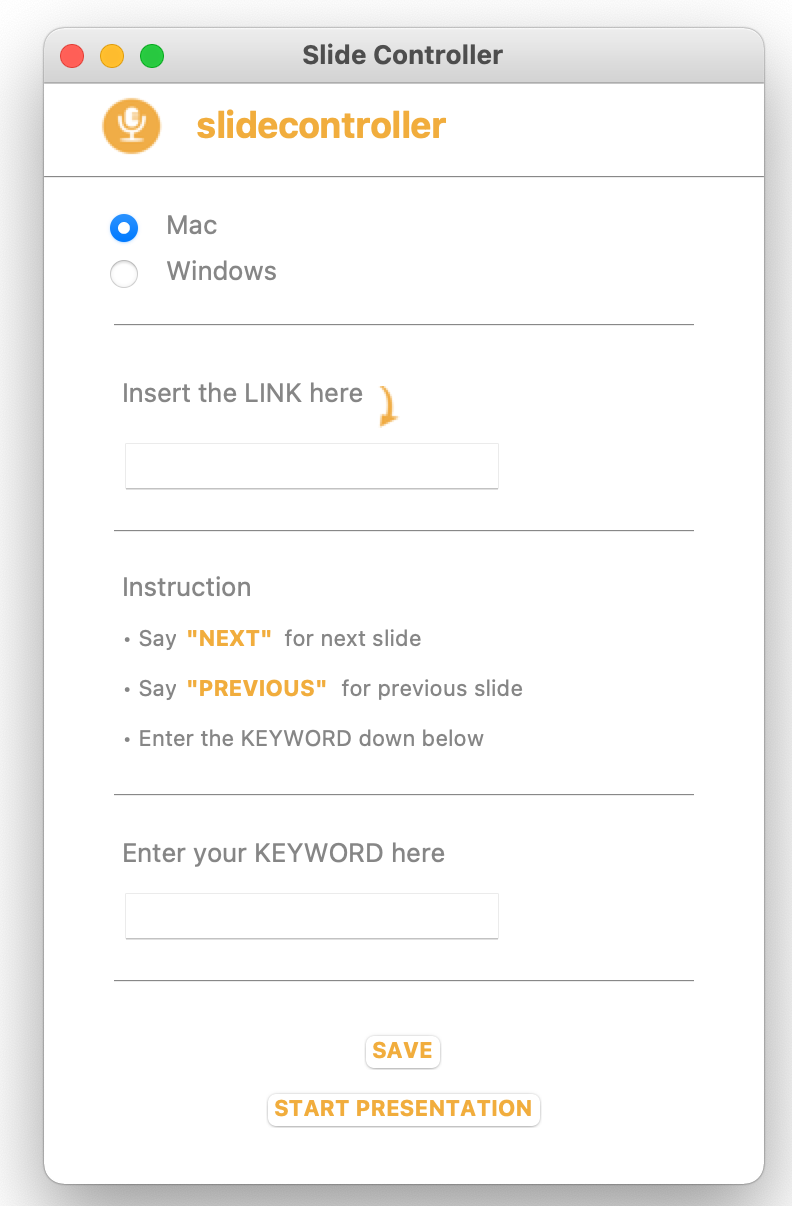 Slide Controller
slidecontroller
Mac
Windows
Insert the LINK here
Instruction
• Say "NEXT" for next slide
• Say "PREVIOUS" for previous slide
• Enter the KEYWORD down below
Enter your KEYWORD here
SAVE
START PRESENTATION